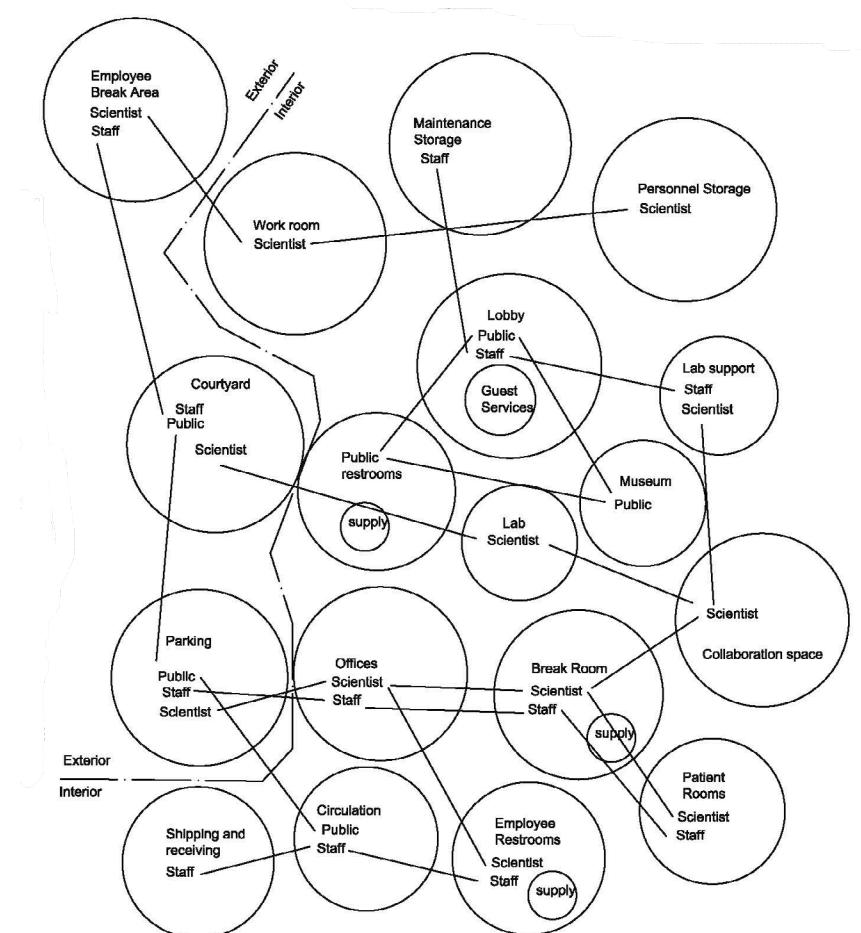 Employee
Break Area
Scientist
Staff
Exterior
Interior
Maintenance
Storage
Staff
Personnel Storage
Scientist
Work room
Scientist
Lobby
Public
Staff
Guest
Services
Lab support
Staff
Scientist
Courtyard
Staff
Public
Scientist
Public
restrooms
supply
Museum
Public
Lab
Scientist
Scientist
Collaboration space
Parking
Public
Staff
Scientist
Offices
Scientist
Staff
Break Room
Scientist
Staff
supply
Exterior
Interior
Patient
Rooms
Scientist
Staff
Shipping and
receiving
Staff
Circulation
Public
Staff
Employee
Restrooms
Scientist
Staff
supply